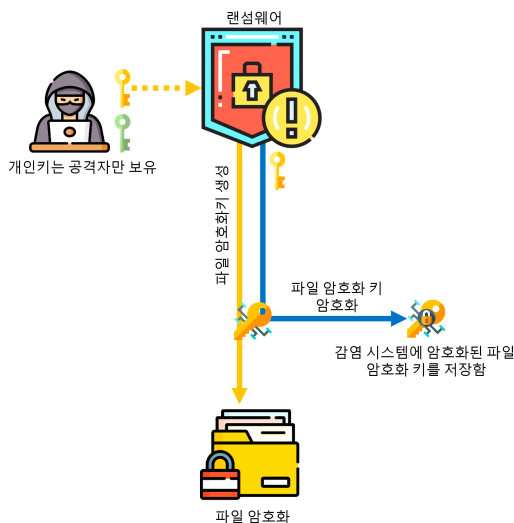 랜섬웨어
개인키는 공격자만 보유
파일 암호화키 생성
파일 암호화 키
암호화
감염 시스템에 암호화된 파일
암호화 키를 저장함
파일 암호화